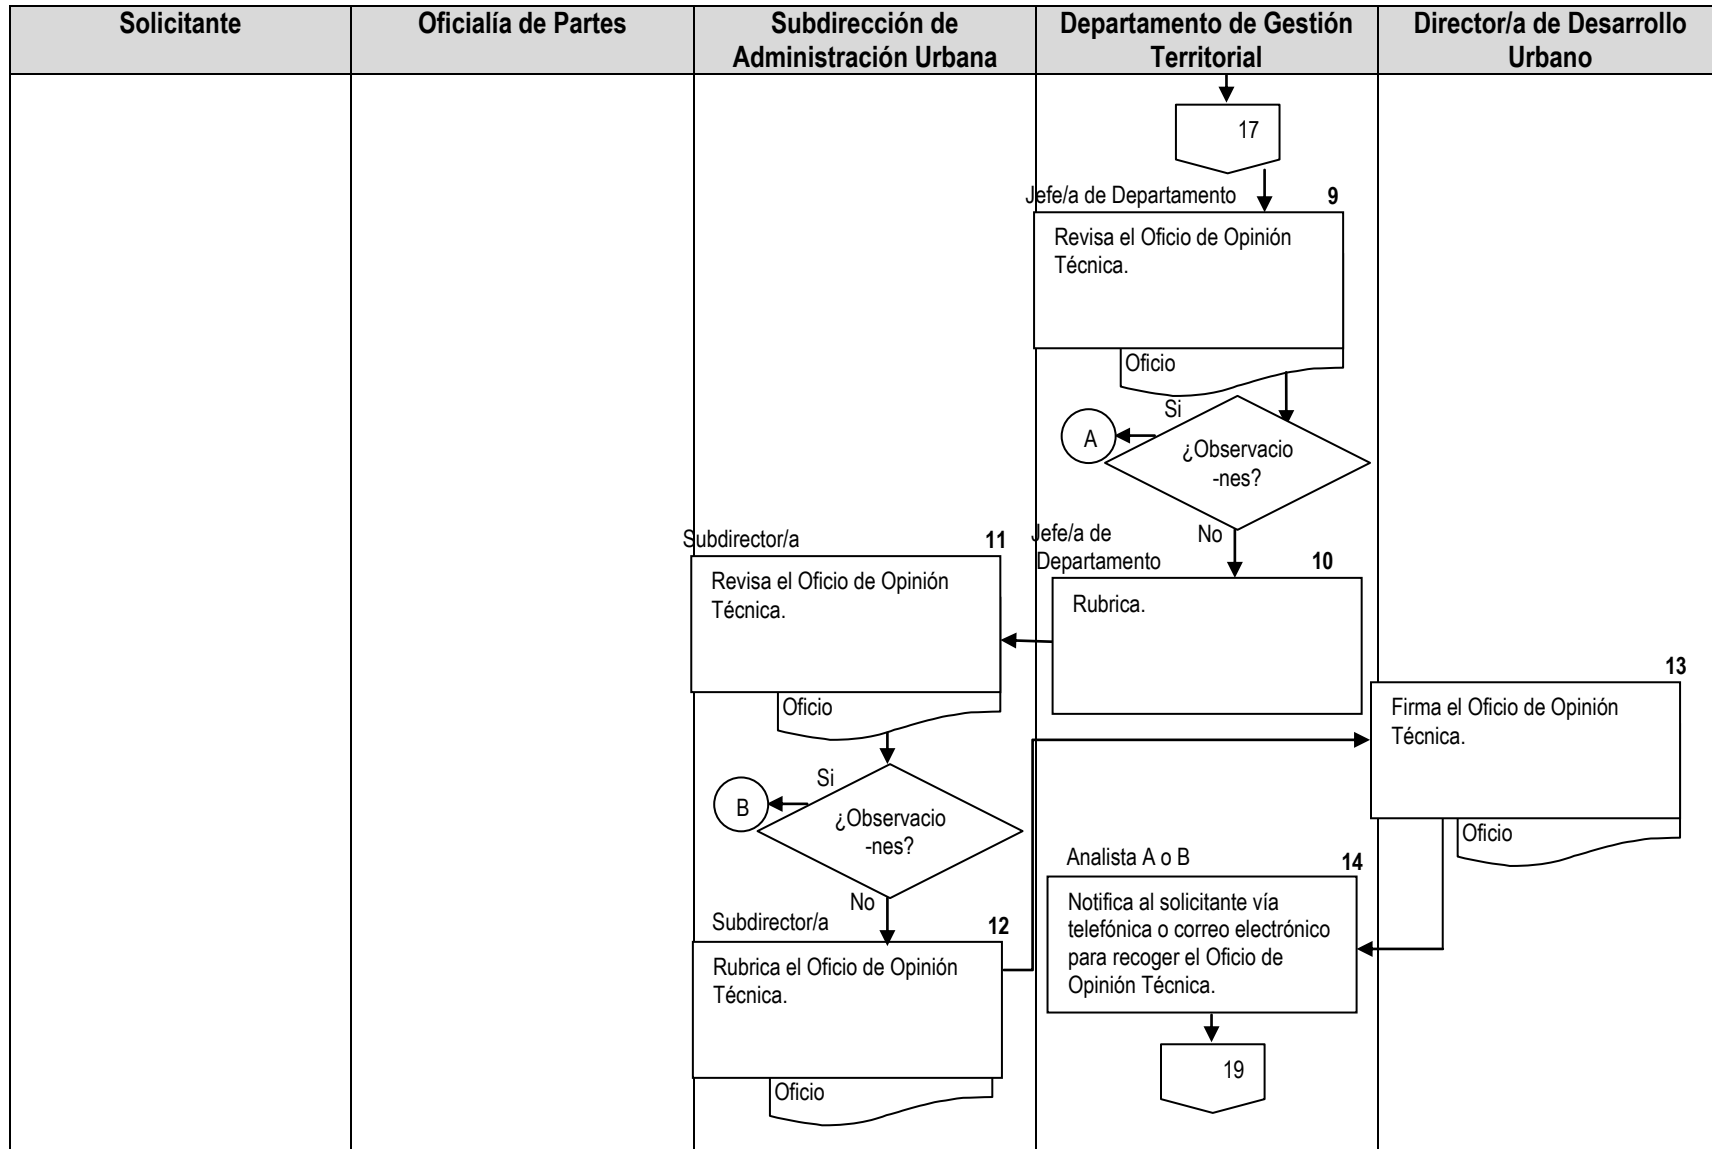 Solicitante
Oficialía de Partes
Subdirección de
Administración Urbana
Departamento de Gestión
Territorial
Director/a de Desarrollo
Urbano
17
Jefe/a de Departamento
9
Revisa el Oficio de Opinión
Técnica.
Oficio
Si
A
¿Observacio
-nes?
No
Jefe/a de
Departamento
10
Rubrica.
Subdirector/a
11
Revisa el Oficio de Opinión
Técnica.
Oficio
Si
B
¿Observacio
-nes?
No
Subdirector/a
12
Rubrica el Oficio de Opinión
Técnica.
Oficio
13
Firma el Oficio de Opinión
Técnica.
Oficio
Analista A o B
14
Notifica al solicitante vía
telefónica o correo electrónico
para recoger el Oficio de
Opinión Técnica.
19